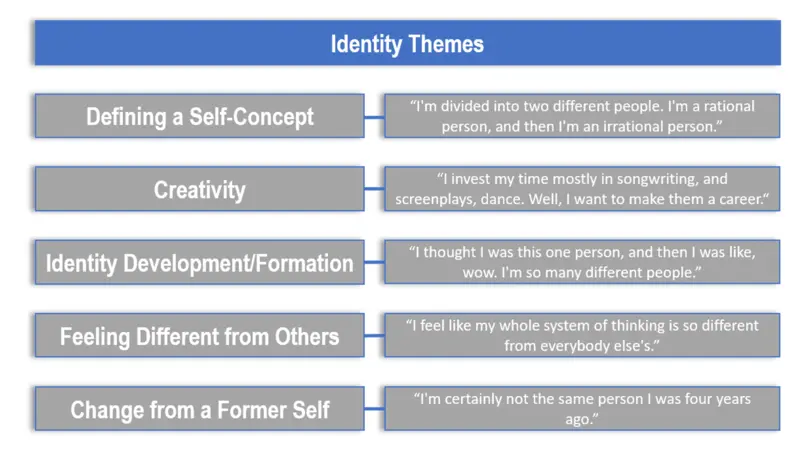 Identity Themes
Defining a Self-Concept
“I'm divided into two different people. I'm a rational
person, and then I'm an irrational person.”
Creativity
“I invest my time mostly in songwriting, and
screenplays, dance. Well, I want to make them a career.“
Identity Development/Formation
“I thought I was this one person, and then I was like,
wow. I'm so many different people.”
Feeling Different from Others
“I feel like my whole system of thinking is so different
from everybody else's.”
Change from a Former Self
“I'm certainly not the same person I was four years
ago.”